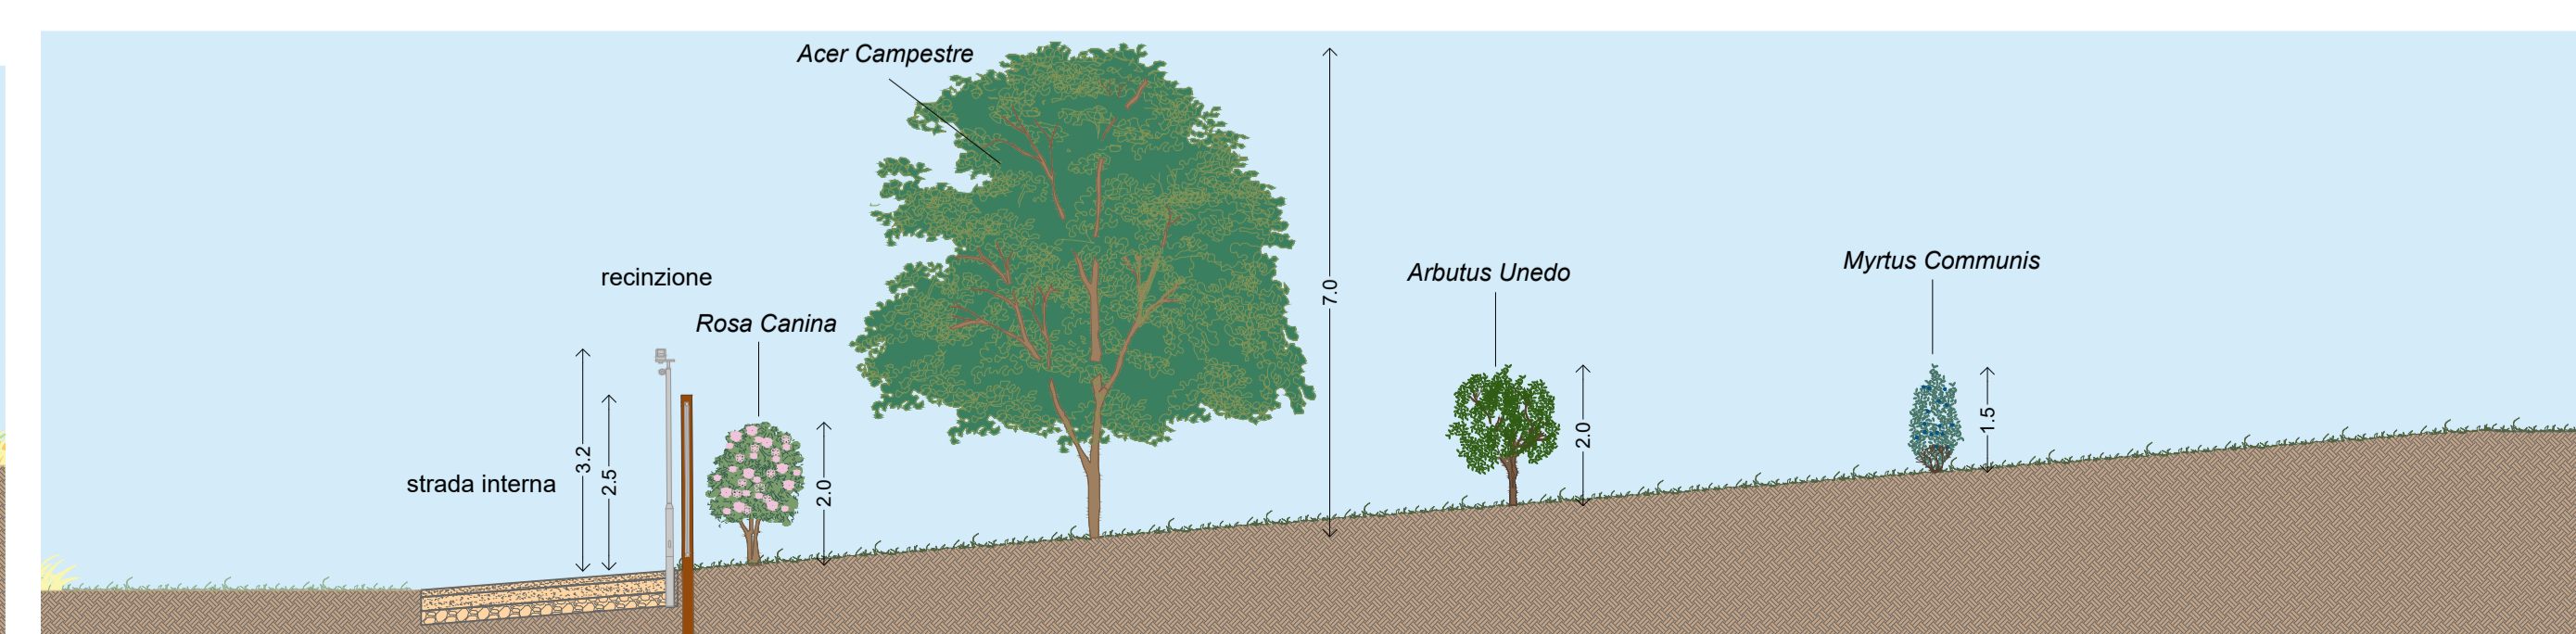 Acer Campestre
recinzione
Rosa Canina
strada interna
3.2
2.5
2.0
7.0
Arbutus Unedo
2.0
Myrtus Communis
1.5